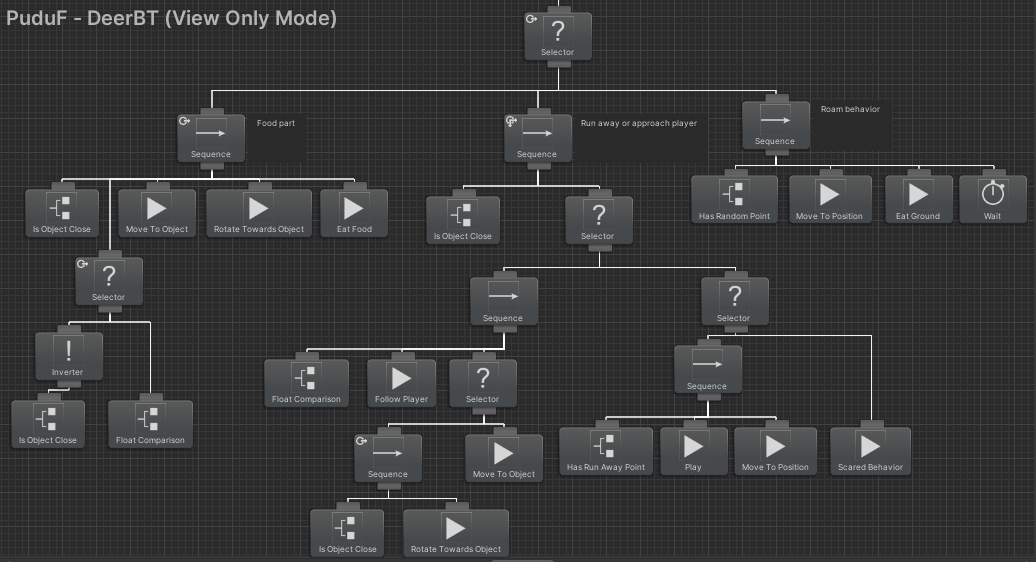 PuduF - DeerBT (View Only Mode)
?
Selector
Food part
Run away or approach player
Roam behavior
Sequence
Sequence
Sequence
Is Object Close
Move To Object
Rotate Towards Object
Eat Food
Is Object Close
?
Selector
Has Random Point
Move To Position
Eat Ground
Wait
?
Selector
Sequence
?
Selector
!
Inverter
Float Comparison
Follow Player
?
Selector
Sequence
Is Object Close
Float Comparison
Sequence
Move To Object
Has Run Away Point
Play
Move To Position
Scared Behavior
Is Object Close
Rotate Towards Object